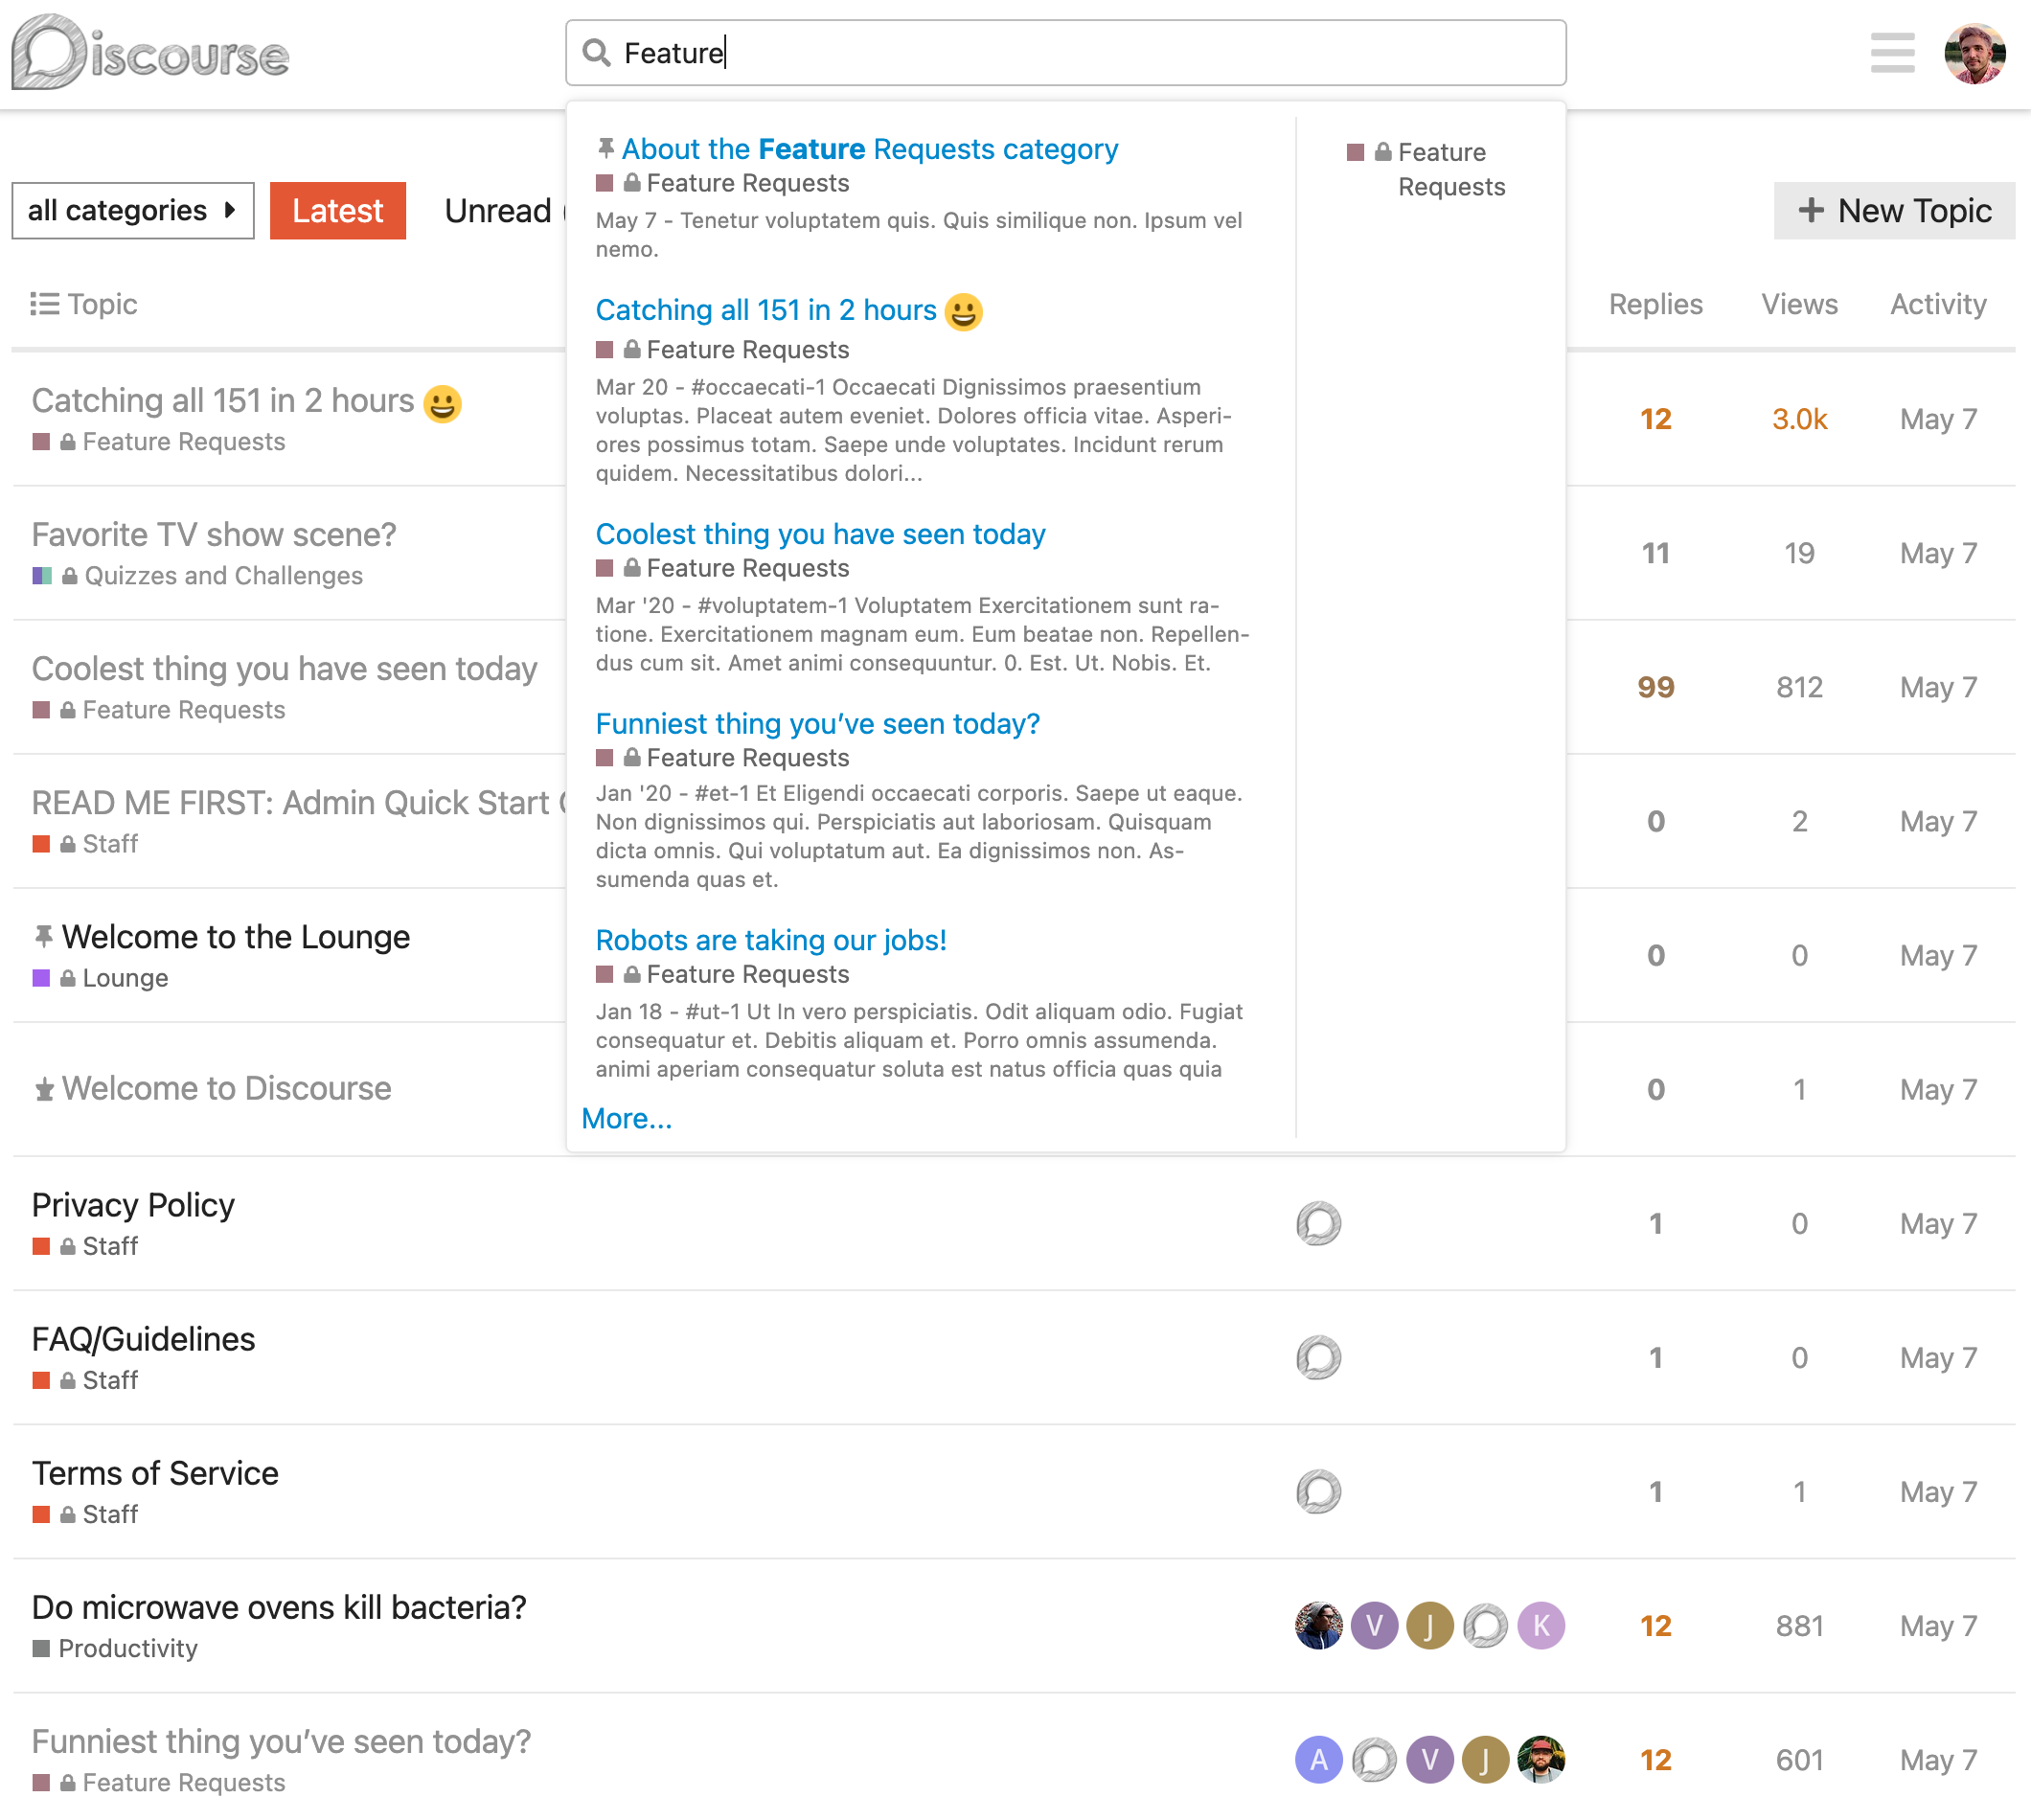 Discourse
Feature
all categories
Latest
Unread
New Topic
About the Feature Requests category
Feature Requests
May 7 - Tenetur voluptatem quis. Quis similique non. Ipsum vel
nemo.
Catching all 151 in 2 hours
Feature Requests
Mar 20 - #occaecati-1 Occaecati Dignissimos praesentium
voluptas. Placeat autem eveniet. Dolores officia vitae. Asperi-
ores possimus totam. Saepe unde voluptates. Incidunt rerum
quidem. Necessitatibus dolori...
Coolest thing you have seen today
Feature Requests
Mar '20 - #voluptatem-1 Voluptatem Exercitationem sunt ra-
tione. Exercitationem magnam eum. Eum beatae non. Repellen-
dus cum sit. Amet animi consequuntur. 0. Est. Ut. Nobis. Et.
Funniest thing you’ve seen today?
Feature Requests
Jan '20 - #et-1 Et Eligendi occaecati corporis. Saepe ut eaque.
Non dignissimos qui. Perspiciatis aut laboriosam. Quisquam
dicta omnis. Qui voluptatum aut. Ea dignissimos non. As-
sumenda quas et.
Robots are taking our jobs!
Feature Requests
Jan 18 - #ut-1 Ut In vero perspiciatis. Odit aliquam odio. Fugiat
consequatur et. Debitis aliquam et. Porro omnis assumenda.
animi aperiam consequatur soluta est natus officia quas quia
More...
Feature
Requests
Topic Replies Views Activity
Catching all 151 in 2 hours
Feature Requests
12 3.0k May 7
Favorite TV show scene?
Quizzes and Challenges
11 19 May 7
Coolest thing you have seen today
Feature Requests
99 812 May 7
READ ME FIRST: Admin Quick Start
Staff
0 2 May 7
Welcome to the Lounge
Lounge
0 0 May 7
Welcome to Discourse
0 1 May 7
Privacy Policy
Staff
1 0 May 7
FAQ/Guidelines
Staff
1 0 May 7
Terms of Service
Staff
1 1 May 7
Do microwave ovens kill bacteria?
Productivity
V J K
12 881 May 7
Funniest thing you’ve seen today?
Feature Requests
A V J
12 601 May 7